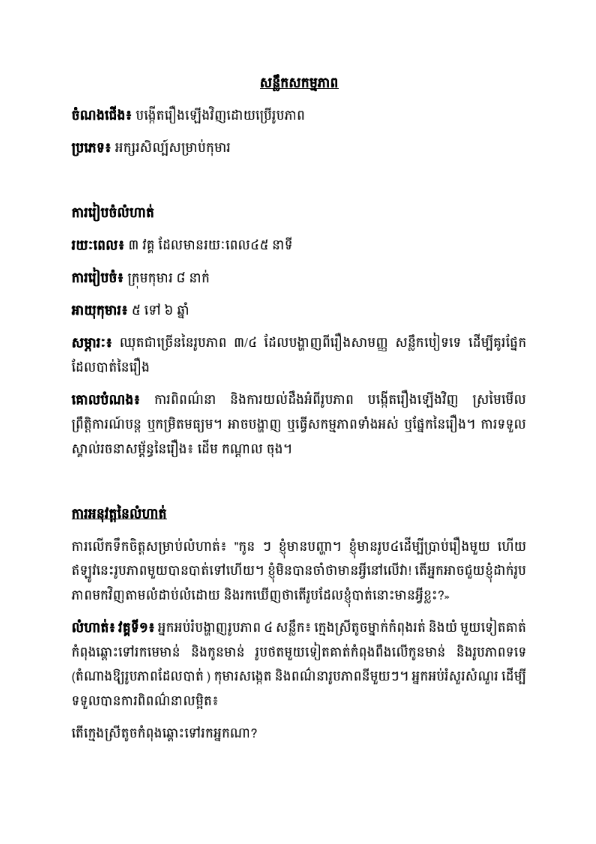 សន្លឹកសកម្មភាព
ចំណងជើង៖ បង្កើតរឿងឡើងវិញដោយប្រើរូបភាព
ប្រភេទ៖ អក្សរសិល្ប៍សម្រាប់កុមារ
ការរៀបចំលំហាត់
រយៈពេល៖ ៣ វគ្គ ដែលមានរយៈពេល៤៥ នាទី
ការរៀបចំ៖ ក្រុមកុមារ ៨ នាក់
អាយុកុមារ៖ ៥ ទៅ ៦ ឆ្នាំ
សម្ភារៈ៖ ឈុតជាច្រើននៃរូបភាព ៣/៤ ដែលបង្ហាញពីរឿងសាមញ្ញ សន្លឹកបៀទទេ ដើម្បីគូរផ្នែក
ដែលបាត់នៃរឿង
គោលបំណង៖ ការពិពណ៌នា និងការយល់ដឹងអំពីរូបភាព បង្កើតរឿងឡើងវិញ ស្រមៃមើល
ព្រឹត្តិការណ៍បន្ត ឬកម្រិតមធ្យម។ អាចបង្ហាញ ឬធ្វើសកម្មភាពទាំងអស់ ឬផ្នែកនៃរឿង។ ការទទួល
ស្គាល់រចនាសម្ព័ន្ធនៃរឿង៖ ដើម កណ្តាល ចុង។
ការអនុវត្តនៃលំហាត់
ការលើកទឹកចិត្តសម្រាប់លំហាត់៖ "កូន ៗ ខ្ញុំមានបញ្ហា។ ខ្ញុំមានរូប៤ដើម្បីប្រាប់រឿងមួយ ហើយ
ឥឡូវនេះរូបភាពមួយបានបាត់ទៅហើយ។ ខ្ញុំមិនបានចាំថាមានអ្វីនៅលើវា! តើអ្នកអាចជួយខ្ញុំដាក់រូប
ភាពមកវិញតាមលំដាប់លំដោយ និងរកឃើញថាតើរូបដែលខ្ញុំបាត់នោះមានអ្វីខ្លះ?»
លំហាត់៖ វគ្គទី១៖ អ្នកអប់រំបង្ហាញរូបភាព ៤ សន្លឹក៖ ក្មេងស្រីតូចម្នាក់កំពុងរត់ និងយំ មួយទៀតគាត់
កំពុងឆ្ពោះទៅរកមេមាន់ និងកូនមាន់ រូបថតមួយទៀតគាត់កំពុងពឹងលើកូនមាន់ និងរូបភាពទទេ
(តំណាងឱ្យរូបភាពដែលបាត់ ) កុមារសង្កេត និងពណ៌នារូបភាពនីមួយៗ។ អ្នកអប់រំសួរសំណួរ ដើម្បី
ទទួលបានការពិពណ៌នាលម្អិត៖
តើក្មេងស្រីតូចកំពុងឆ្ពោះទៅរកអ្នកណា?